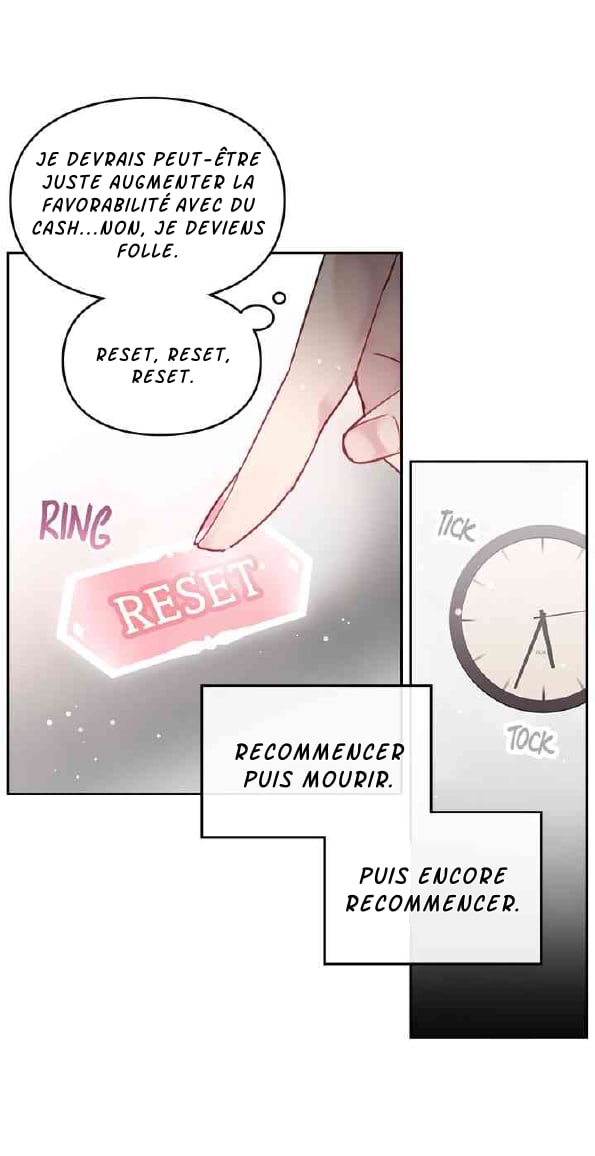 JE DEVRAIS PEUT-ÊTRE
JUSTE AUGMENTER LA
FAVORABILITÉ AVEC DU
CASH...NON, JE DEVIENS
FOLLE.
RESET, RESET,
RESET.
RING
RESET
TICK
TOCK
RECOMMENCER
PUIS MOURIR.
PUIS ENCORE
RECOMMENCER.